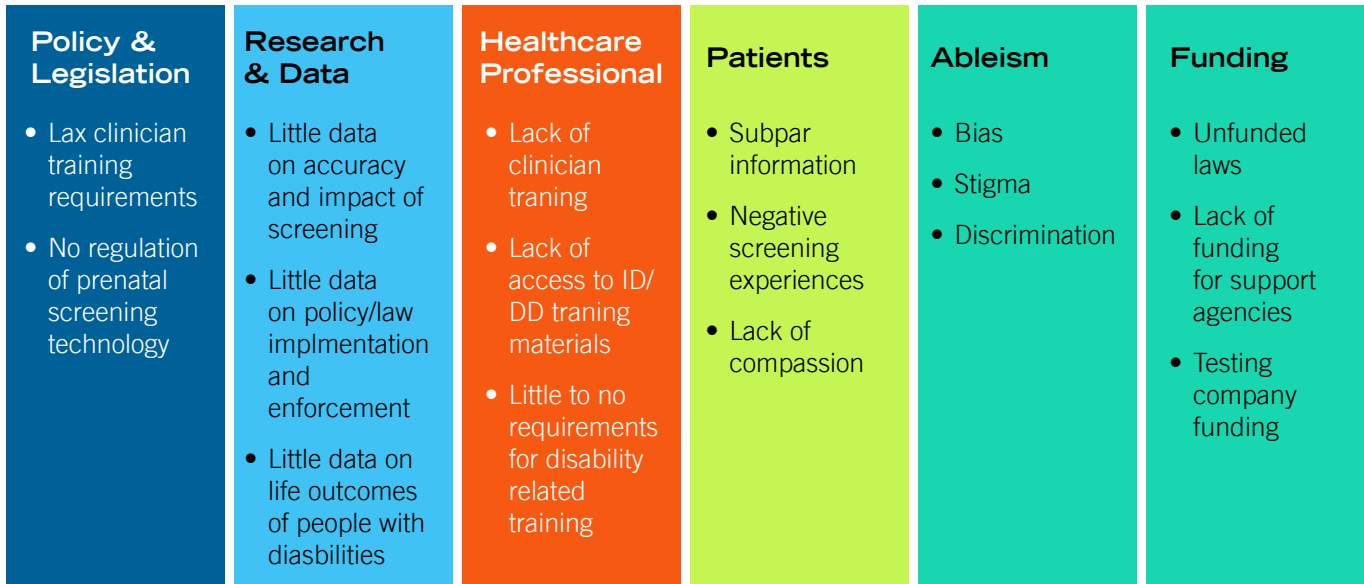 Policy &
Legislation
• Lax clinician
training
requirements
• No regulation
of prenatal
screening
technology
Research
& Data
• Little data
on accuracy
and impact of
screening
• Little data
on policy/law
implmentation
and
enforcement
• Little data on
life outcomes
of people with
diasbilities
Healthcare
Professional
• Lack of
clinician
traning
• Lack of
access to ID/
DD traning
materials
• Little to no
requirements
for disability
related
training
Patients
• Subpar
information
• Negative
screening
experiences
• Lack of
compassion
Ableism
• Bias
• Stigma
• Discrimination
Funding
• Unfunded
laws
• Lack of
funding
for support
agencies
• Testing
company
funding